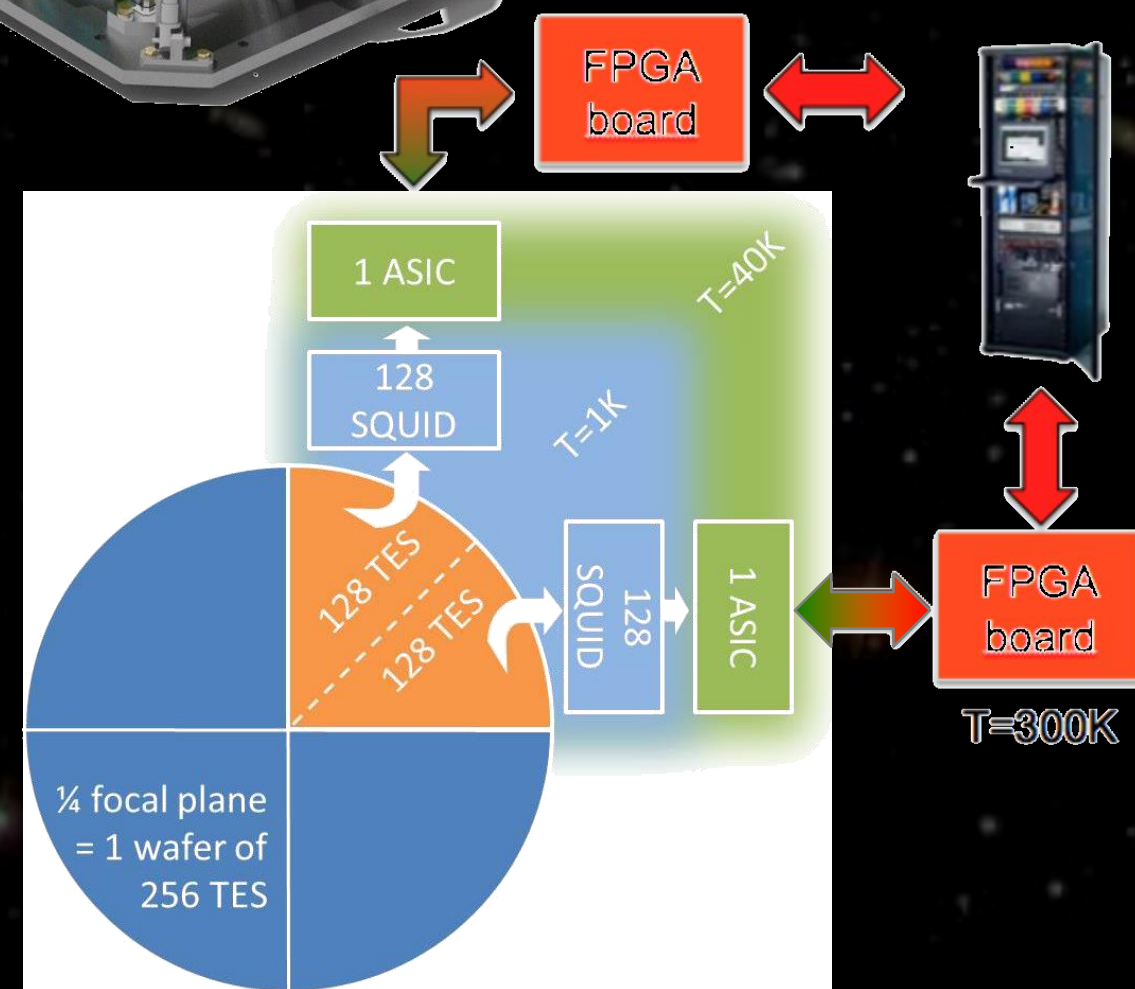 FPGA
board
1 ASIC
T=40K
128
SQUID
T=1K
128 TES
128 TES
128
SQUID
1 ASIC
FPGA
board
T=300K
¼ focal plane
= 1 wafer of
256 TES